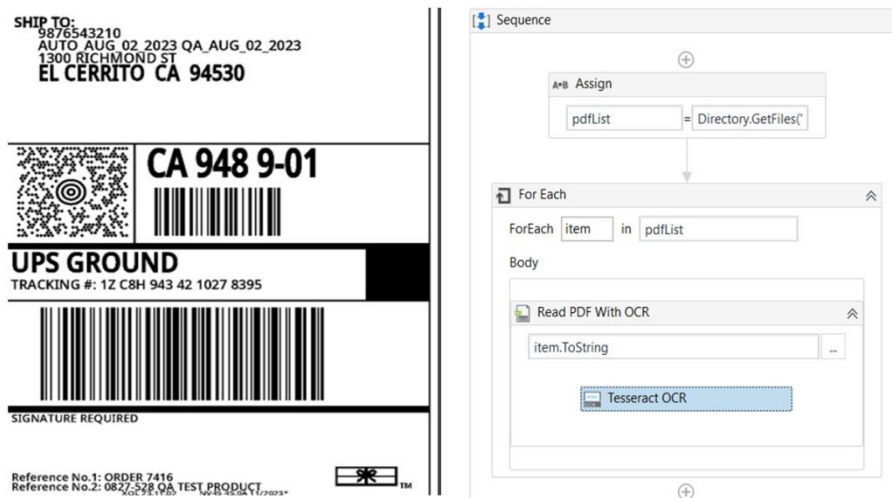 SHIP TO:
9876543210
AUTO_AUG_02_2023 QA_AUG_02_2023
1300 RICHMOND ST
EL CERRITO CA 94530
CA 948 9-01
UPS GROUND
TRACKING #: 1Z C8H 943 42 1027 8395
SIGNATURE REQUIRED
Reference No.1: ORDER 7416
Reference No.2: 0827-528 QA TEST PRODUCT
TM
Sequence
A*B Assign
pdfList = Directory.GetFiles('
For Each
ForEach item in pdfList
Body
Read PDF With OCR
item.ToString ...
Tesseract OCR